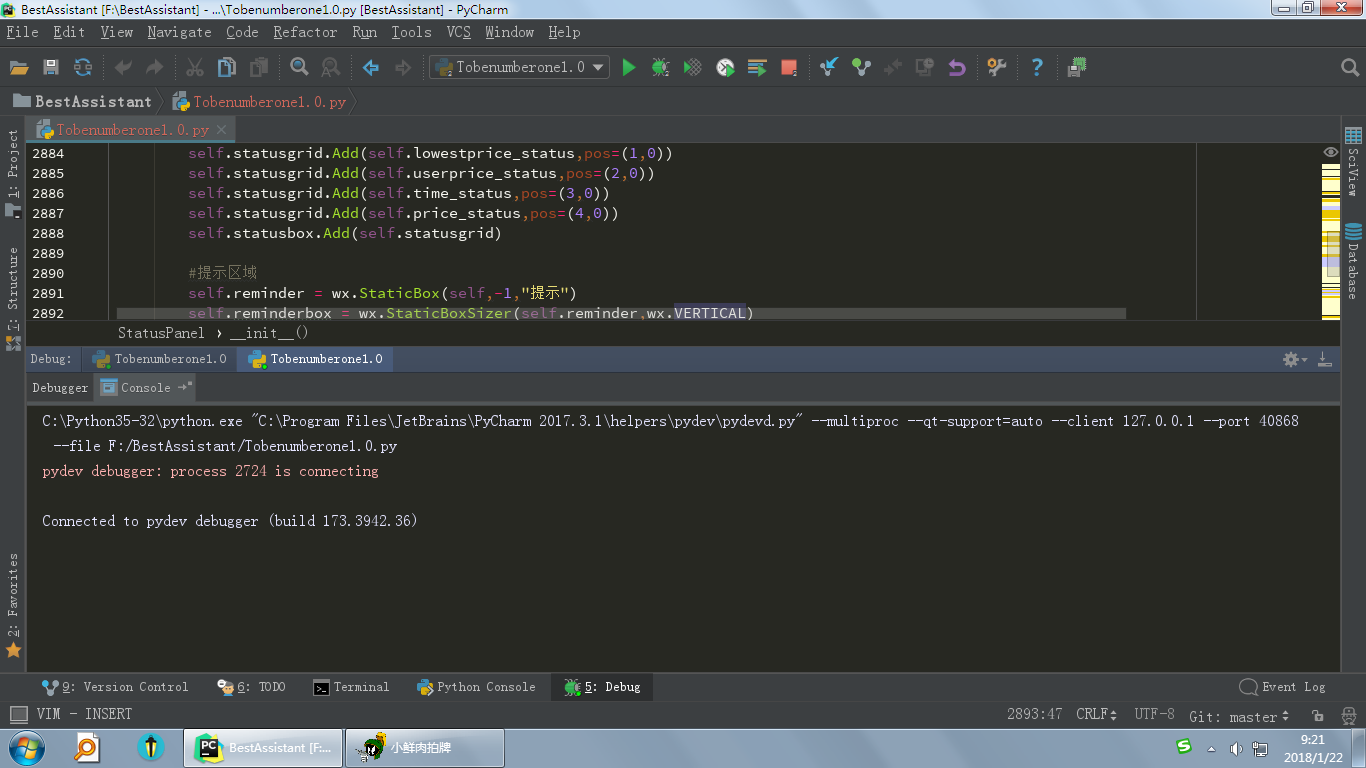 BestAssistant [F:\BestAssistant] - ...\Tobenumberone1.0.py [BestAssistant] - PyCharm
File Edit View Navigate Code Refactor Run Tools VCS Window Help
Tobenumberone1.0
BestAssistant Tobenumberone1.0.py
Tobenumberone1.0.py
1: Project
7: Structure
2: Favorites
SciView
Database
2884 self.statusgrid.Add(self.lowestprice_status,pos=(1,0))
2885 self.statusgrid.Add(self.userprice_status,pos=(2,0))
2886 self.statusgrid.Add(self.time_status,pos=(3,0))
2887 self.statusgrid.Add(self.price_status,pos=(4,0))
2888 self.statusbox.Add(self.statusgrid)
2889
2890 #提示区域
2891 self.reminder = wx.StaticBox(self,-1,"提示")
2892 self.reminderbox = wx.StaticBoxSizer(self.reminder,wx.VERTICAL)
StatusPanel › __init__()
Debug: Tobenumberone1.0 Tobenumberone1.0
Debugger Console
C:\Python35-32\python.exe "C:\Program Files\JetBrains\PyCharm 2017.3.1\helpers\pydev\pydevd.py" --multiproc --qt-support=auto --client 127.0.0.1 --port 40868
--file F:/BestAssistant/Tobenumberone1.0.py
pydev debugger: process 2724 is connecting
Connected to pydev debugger (build 173.3942.36)
9: Version Control 6: TODO Terminal Python Console 5: Debug Event Log
VIM - INSERT 2893:47 CRLF UTF-8 Git: master
BestAssistant [F:... 小鲜肉拍牌 9:21
2018/1/22